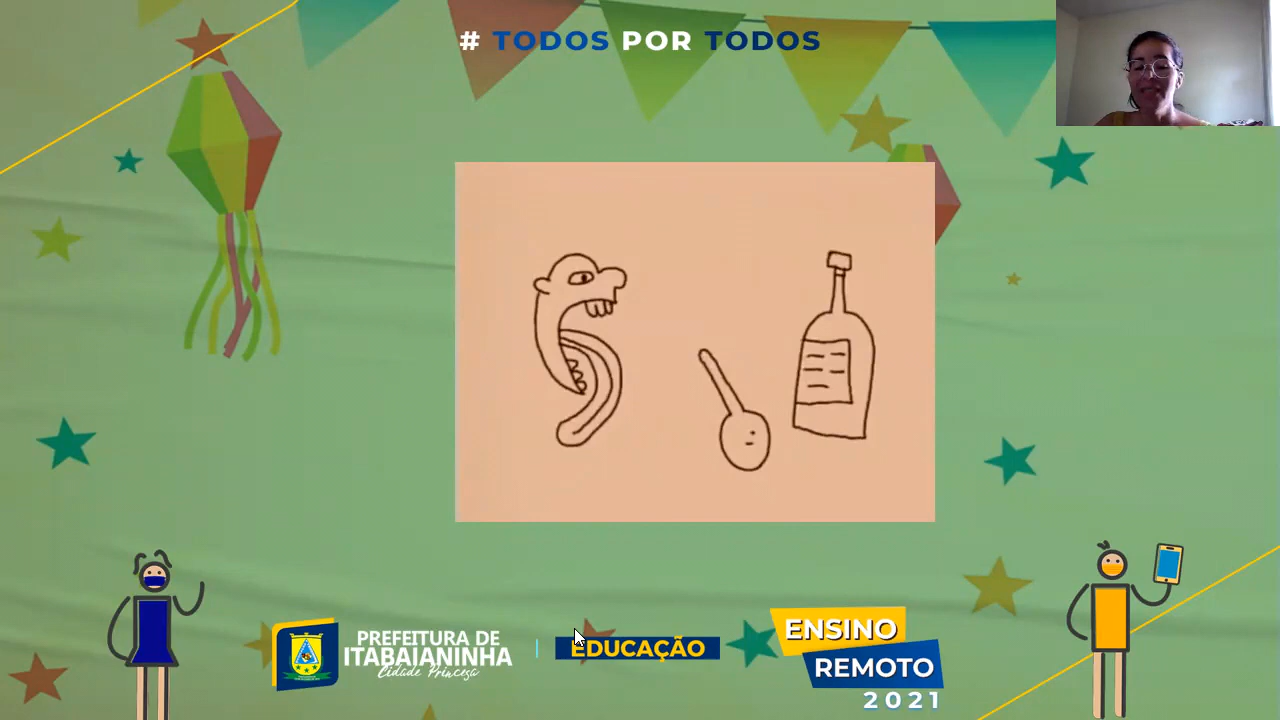 # TODOS POR TODOS
PREFEITURA DE
ITABAIANINHA
Cidade Princesa
EDUCAÇÃO
ENSINO
REMOTO
2021